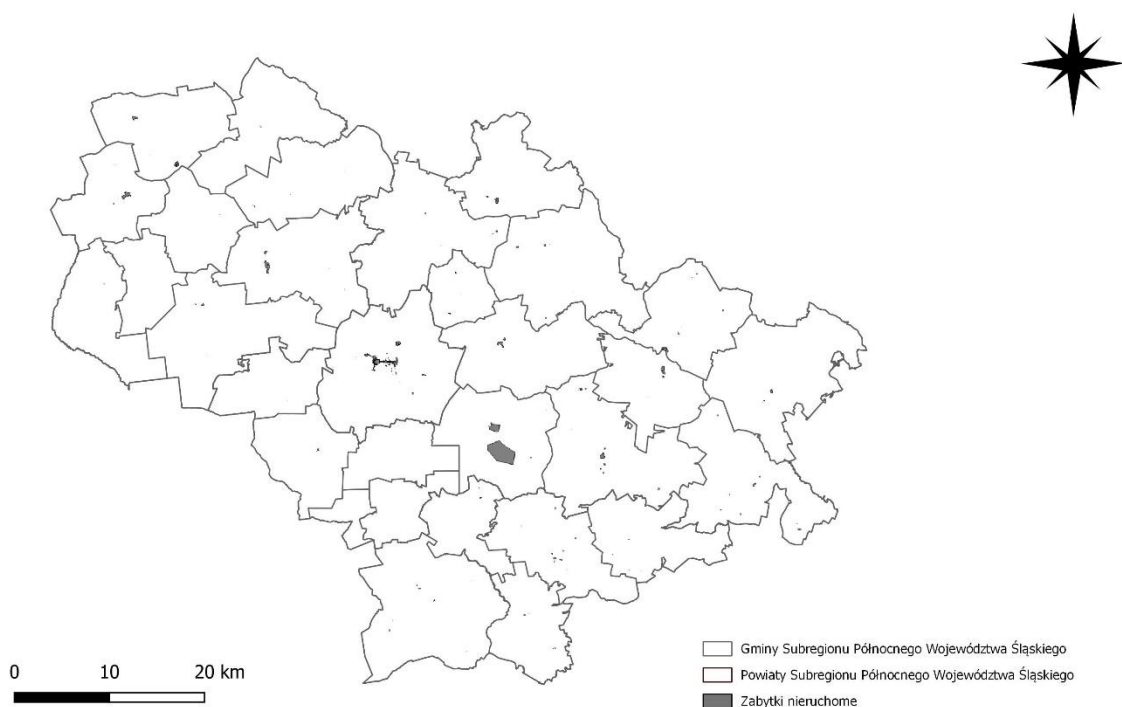 0 10 20 km
Gminy Subregionu Północnego Województwa Śląskiego
Powiaty Subregionu Północnego Województwa Śląskiego
Zabytki nieruchome